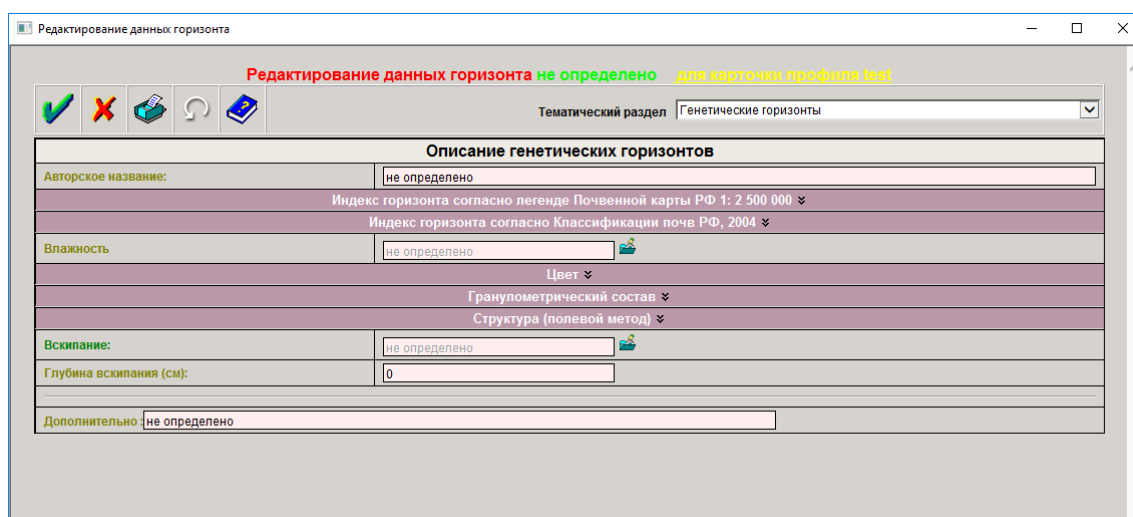 Редактирование данных горизонта
Редактирование данных горизонта не определено для карточки профиля test
Тематический раздел Генетические горизонты
Описание генетических горизонтов
Авторское название: не определено
Индекс горизонта согласно легенде Почвенной карты РФ 1: 2 500 000
Индекс горизонта согласно Классификации почв РФ, 2004
Влажность не определено
Цвет
Гранулометрический состав
Структура (полевой метод)
Вскипание: не определено
Глубина вскипания (см): 0
Дополнительно : не определено